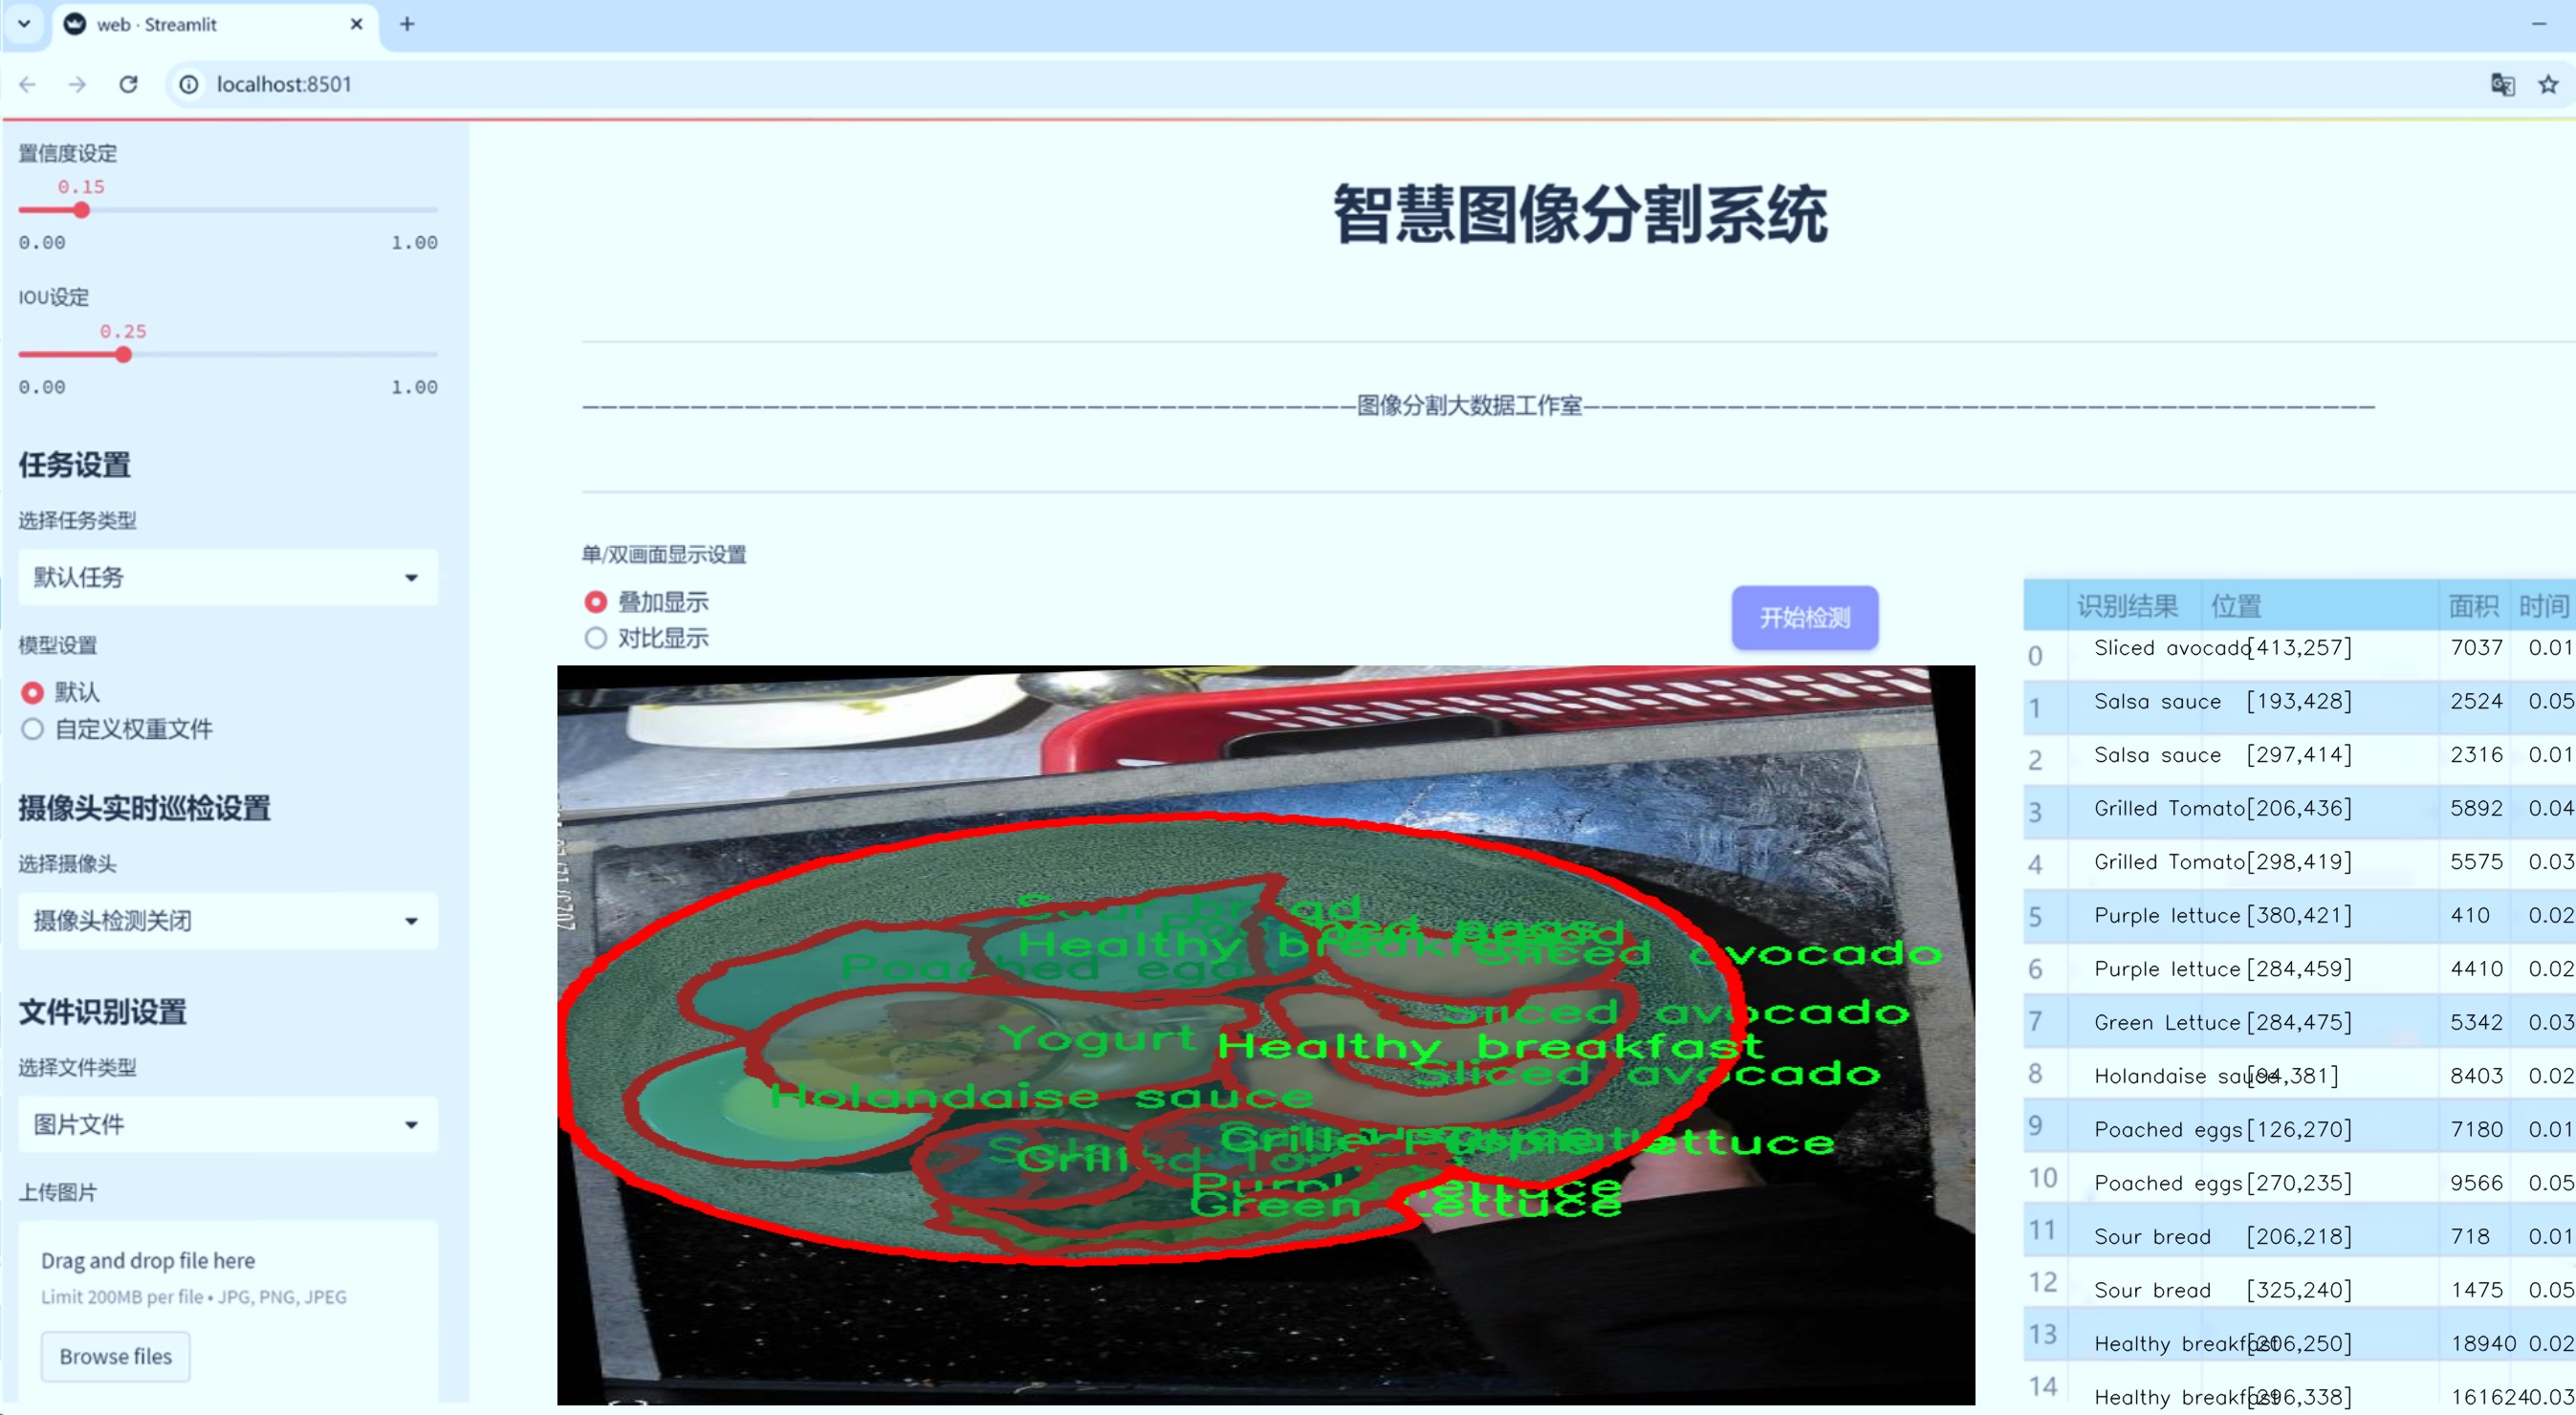 web · Streamlit
localhost:8501
置信度设定
0.15
0.00 1.00
IOU设定
0.25
0.00 1.00
任务设置
选择任务类型
默认任务
模型设置
默认
自定义权重文件
摄像头实时巡检设置
选择摄像头
摄像头检测关闭
文件识别设置
选择文件类型
图片文件
上传图片
Drag and drop file here
Limit 200MB per file • JPG, PNG, JPEG
Browse files
智慧图像分割系统
图像分割大数据工作室
单/双画面显示设置
叠加显示
对比显示
开始检测
Sour bread
Healthy breakfast
Poached eggs
Sliced avocado
Sliced avocado
Yogurt
Healthy breakfast
Sliced avocado
Holandaise sauce
Grilled Tomato
Purple lettuce
Purple lettuce
Green Lettuce
识别结果 位置 面积 时间
0 Sliced avocado [413,257] 7037 0.01
1 Salsa sauce [193,428] 2524 0.05
2 Salsa sauce [297,414] 2316 0.01
3 Grilled Tomato [206,436] 5892 0.04
4 Grilled Tomato [298,419] 5575 0.03
5 Purple lettuce [380,421] 410 0.02
6 Purple lettuce [284,459] 4410 0.02
7 Green Lettuce [284,475] 5342 0.03
8 Holandaise sauce [94,381] 8403 0.02
9 Poached eggs [126,270] 7180 0.01
10 Poached eggs [270,235] 9566 0.05
11 Sour bread [206,218] 718 0.01
12 Sour bread [325,240] 1475 0.05
13 Healthy breakfast [206,250] 18940 0.02
14 Healthy breakfast [296,338] 161624 0.03